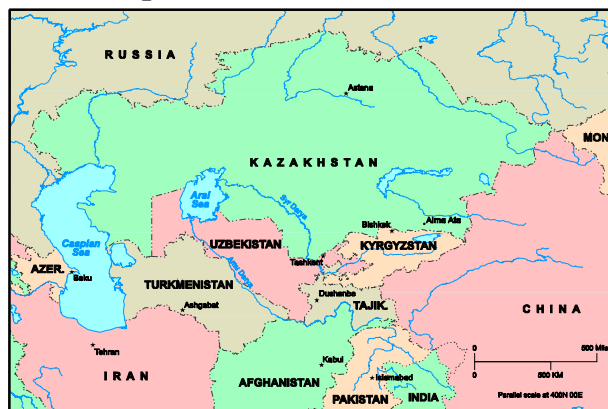 RUSSIA
Astana
MON
KAZAKHSTAN
Aral
Sea
Syr Darya
Caspian
Sea
Bishkek
Alma Ata
UZBEKISTAN
KYRGYZSTAN
Tashkent
AZER.
Baku
TURKMENISTAN
Amu Darya
Dushanbe
TAJIK.
Ashgabat
CHINA
Tehran
IRAN
Kabul
AFGHANISTAN
Islamabad
PAKISTAN
INDIA
0 500 Mile
0 500 KM
Parallel scale at 400N 00E